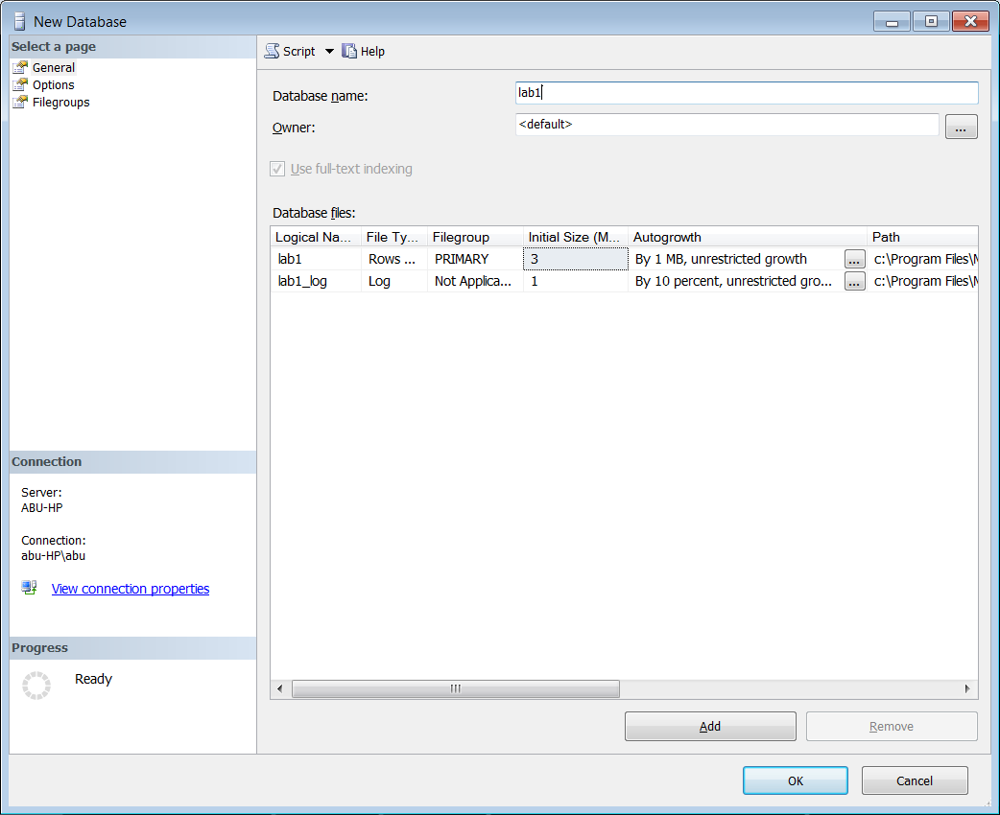 New Database
Select a page
General
Options
Filegroups
Script Help
Database name: lab1
Owner: <default> ...
Use full-text indexing
Database files:
Logical Na... File Ty... Filegroup Initial Size (M... Autogrowth Path
lab1 Rows ... PRIMARY 3 By 1 MB, unrestricted growth ... c:\Program Files\M
lab1_log Log Not Applica... 1 By 10 percent, unrestricted gro... ... c:\Program Files\M
Connection
Server:
ABU-HP
Connection:
abu-HP\abu
View connection properties
Progress
Ready
Add Remove
OK Cancel